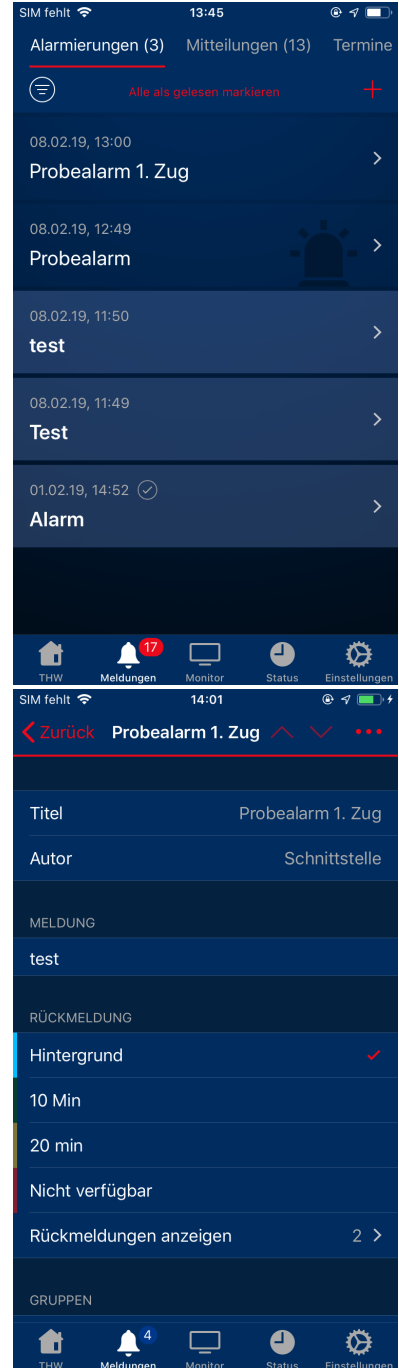 SIM fehlt 13:45
Alarmierungen (3) Mitteilungen (13) Termine
Alle als gelesen markieren
08.02.19, 13:00
Probealarm 1. Zug
08.02.19, 12:49
Probealarm
08.02.19, 11:50
test
08.02.19, 11:49
Test
01.02.19, 14:52
Alarm
17
THW Meldungen Monitor Status Einstellungen
SIM fehlt 14:01
Zurück Probealarm 1. Zug
Titel Probealarm 1. Zug
Autor Schnittstelle
MELDUNG
test
RÜCKMELDUNG
Hintergrund
10 Min
20 min
Nicht verfügbar
Rückmeldungen anzeigen 2
GRUPPEN
4
THW Meldungen Monitor Status Einstellungen